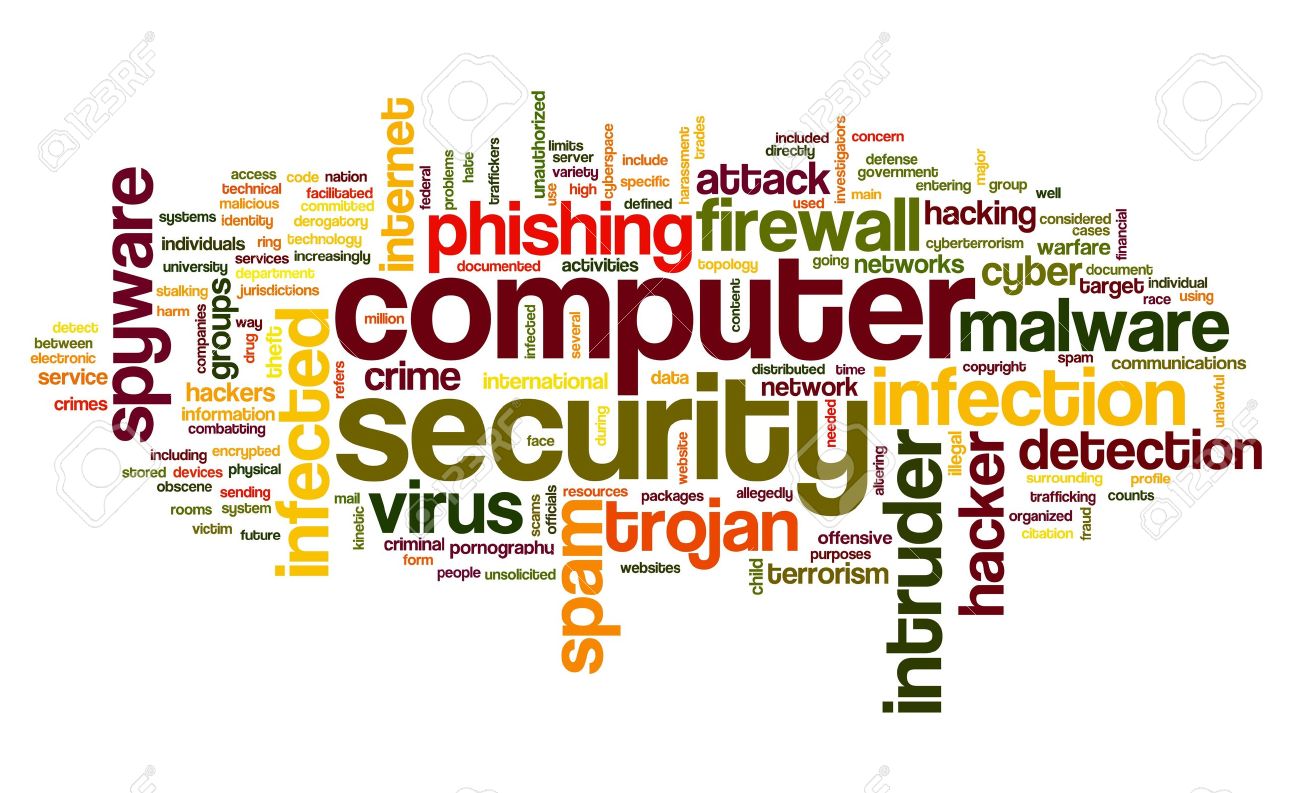 123RF
internet
federal
problems
hate
traffickers
unauthorized
limits
server
variety
use
high
cyberspace
include
specific
defined
harassment
trades
included
directly
attack
used
investigators
concern
defense
government
main
entering
group
major
well
access
code
nation
technical
facilitated
malicious
committed
systems
identity
derogatory
individuals
ring
technology
services
increasingly
university
department
stalking
jurisdictions
harm
spyware
phishing
firewall
hacking
considered
cases
financial
cyberterrorism
warfare
documented
activities
topology
going
networks
cyber
document
target
individual
race
using
detect
between
electronic
service
crimes
companies
groups
way
drug
theft
infected
refers
million
computer
infected
several
content
malware
communications
spam
copyright
unlawful
hackers
information
combatting
crime
international
data
distributed
time
network
infection
security
face
during
website
needed
including
encrypted
stored
devices
physical
obscene
sending
rooms
system
victim
future
mail
kinetic
virus
scams
officials
resources
packages
allegedly
altering
intruder
illegal
hacker
detection
surrounding
profile
trafficking
counts
organized
citation
fraud
criminal
pornography
form
people
unsolicited
spam
trojan
websites
offensive
purposes
child
terrorism